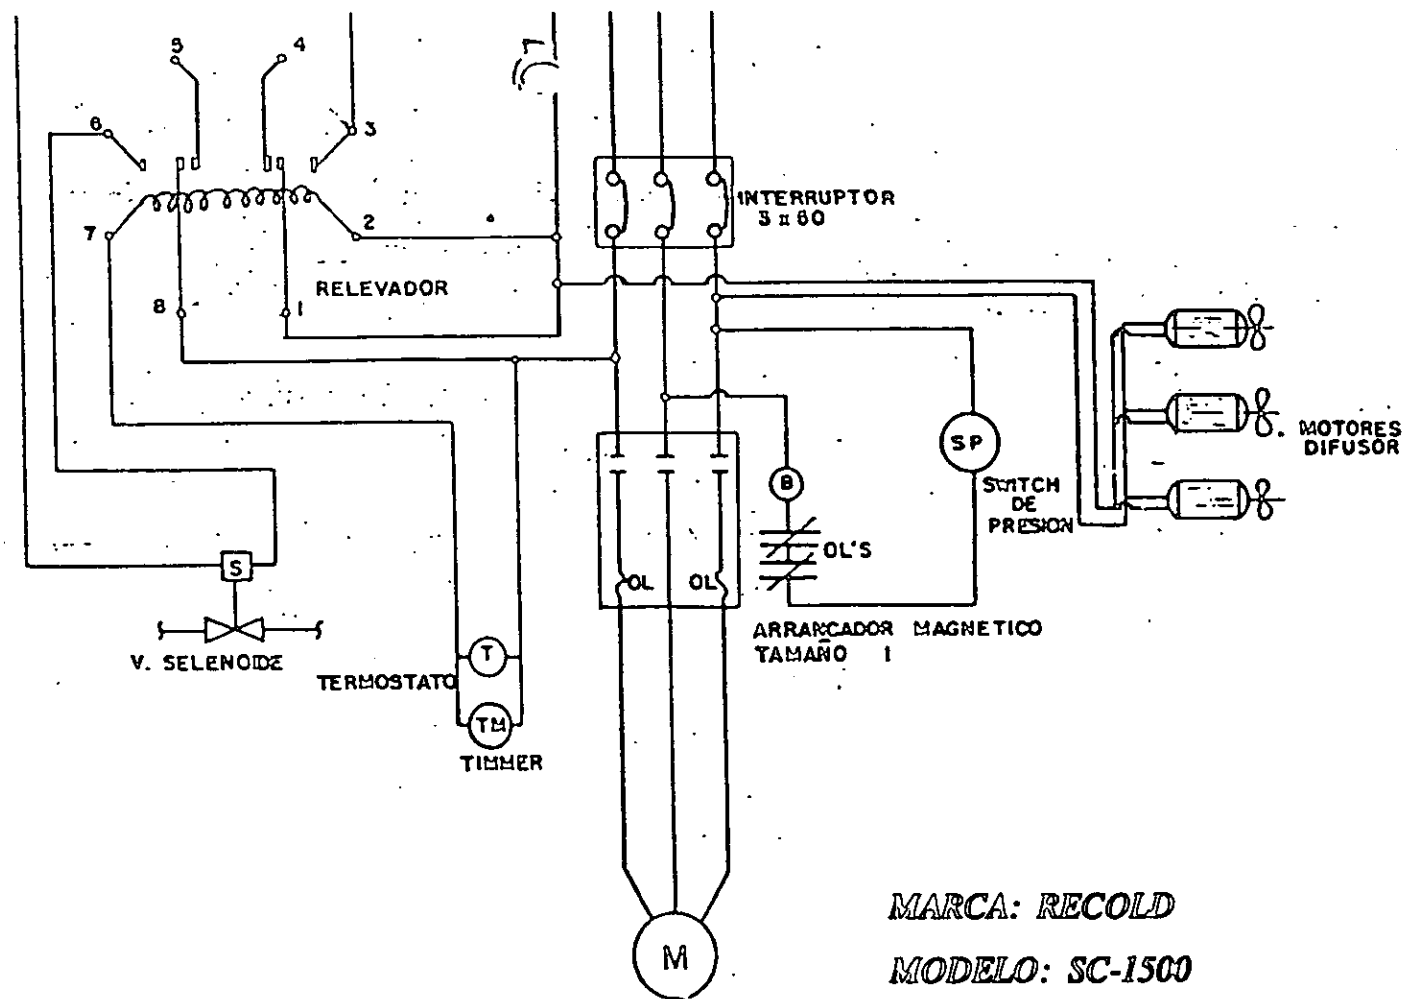 5
4
6
3
INTERRUPTOR
3 x 60
7
2
RELEVADOR
8
1
MOTORES
DIFUSOR
SP
SWITCH
DE
PRESION
B
OL'S
OL
OL
S
V. SELENOIDE
ARRANCADOR MAGNETICO
TAMAÑO 1
T
TERMOSTATO
TM
TIMMER
M
MARCA: RECOLD
MODELO: SC-1500